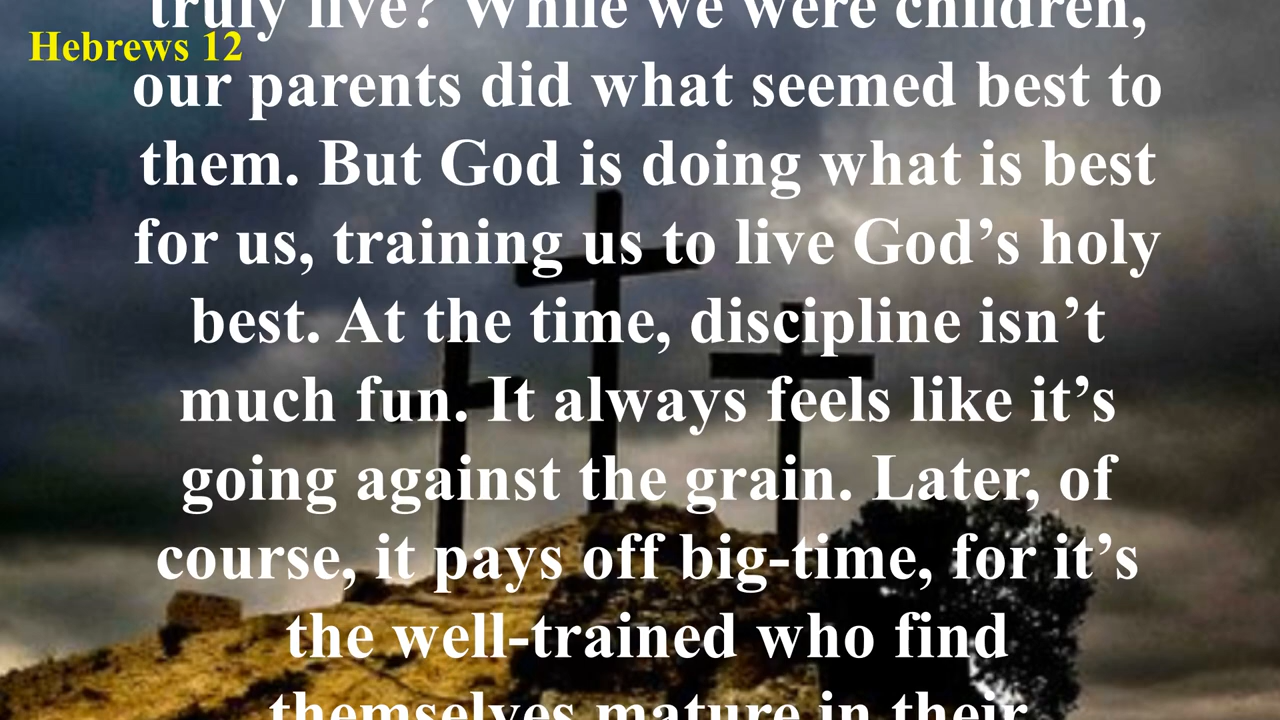 truly live? While we were children,
Hebrews 12
our parents did what seemed best to
them. But God is doing what is best
for us, training us to live God’s holy
best. At the time, discipline isn’t
much fun. It always feels like it’s
going against the grain. Later, of
course, it pays off big-time, for it’s
the well-trained who find
themselves mature in their